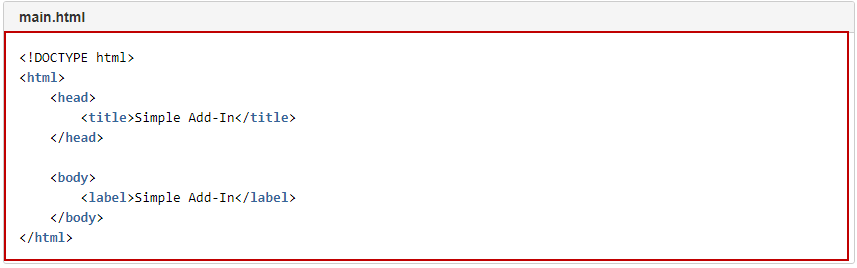 main.html
<!DOCTYPE html>
<html>
    <head>
        <title>Simple Add-In</title>
    </head>

    <body>
        <label>Simple Add-In</label>
    </body>
</html>